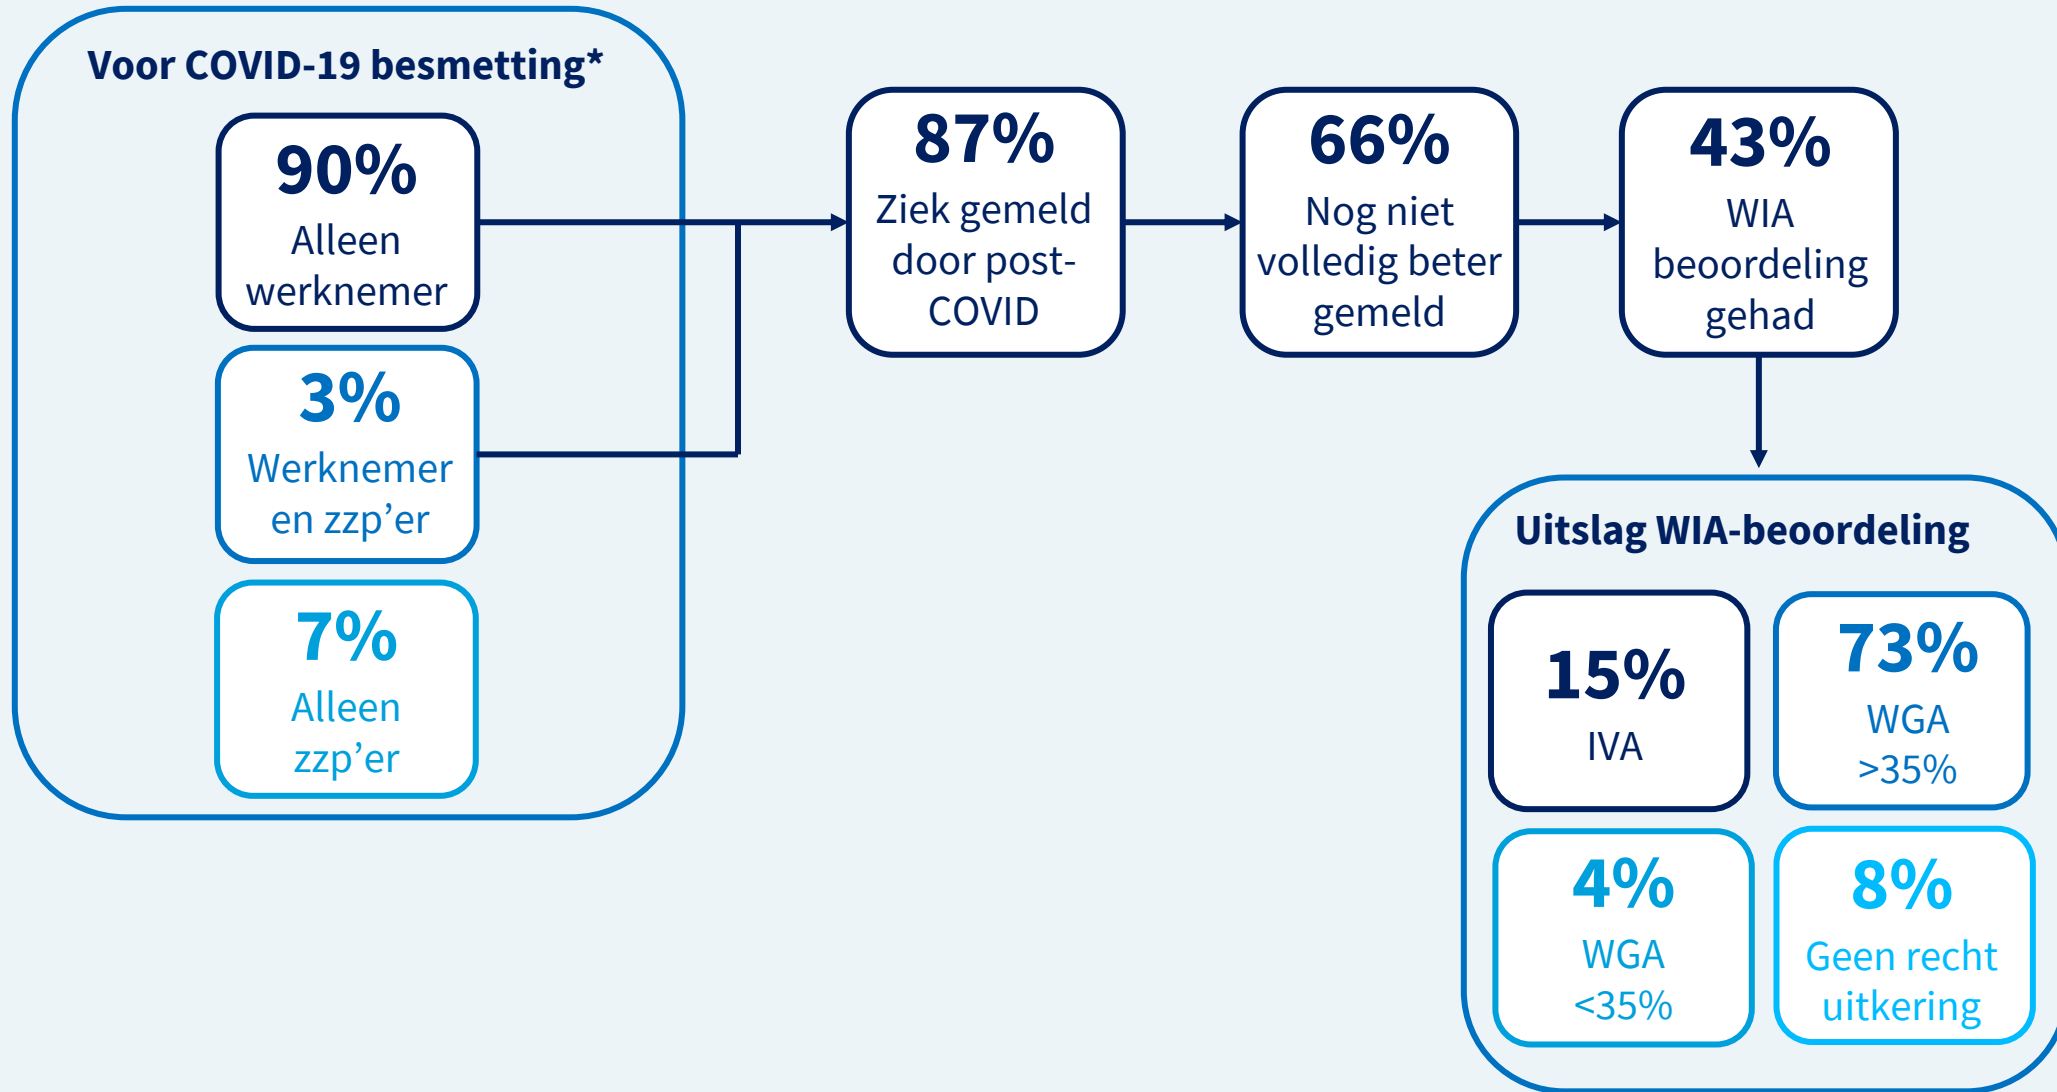 Voor COVID-19 besmetting*
90%
Alleen
werknemer
3%
Werknemer
en zzp’er
7%
Alleen
zzp’er
87%
Ziek gemeld
door post-
COVID
66%
Nog niet
volledig beter
gemeld
43%
WIA
beoordeling
gehad
Uitslag WIA-beoordeling
15%
IVA
73%
WGA
>35%
4%
WGA
<35%
8%
Geen recht
uitkering